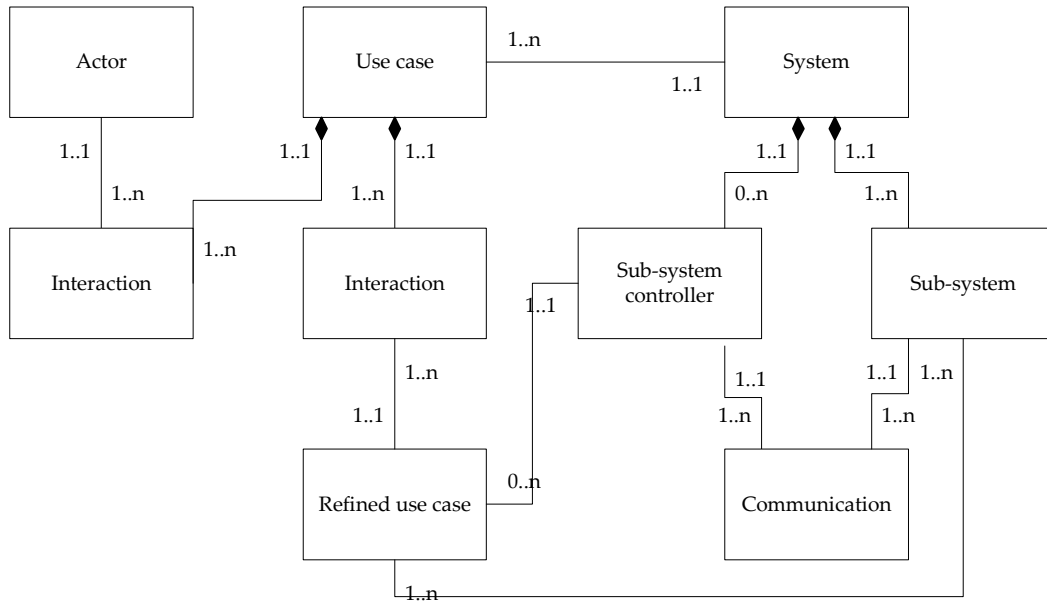 Actor
Use case
System
1..n
1..1
1..1
1..1
1..1
1..1
1..1
1..n
1..n
0..n
1..n
1..n
Interaction
Interaction
Sub-system
controller
Sub-system
1..1
1..n
1..1
1..1
1..n
1..1
1..n
1..n
0..n
Refined use case
Communication
1..n